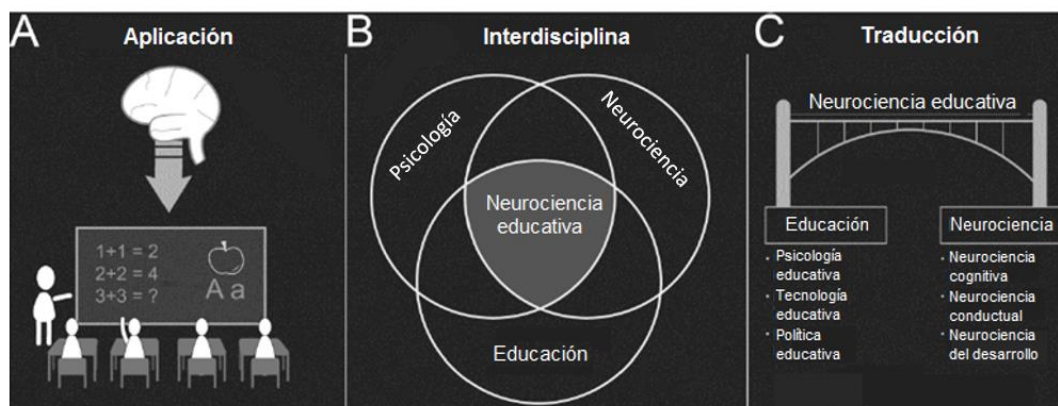 A
Aplicación
1+1 = 2
2+2 = 4
3+3 = ?
A a
B
Interdisciplina
Psicología
Neurociencia
Neurociencia
educativa
Educación
C
Traducción
Neurociencia educativa
Educación
• Psicología
educativa
• Tecnología
educativa
• Política
educativa
Neurociencia
• Neurociencia
cognitiva
• Neurociencia
conductual
• Neurociencia
del desarrollo